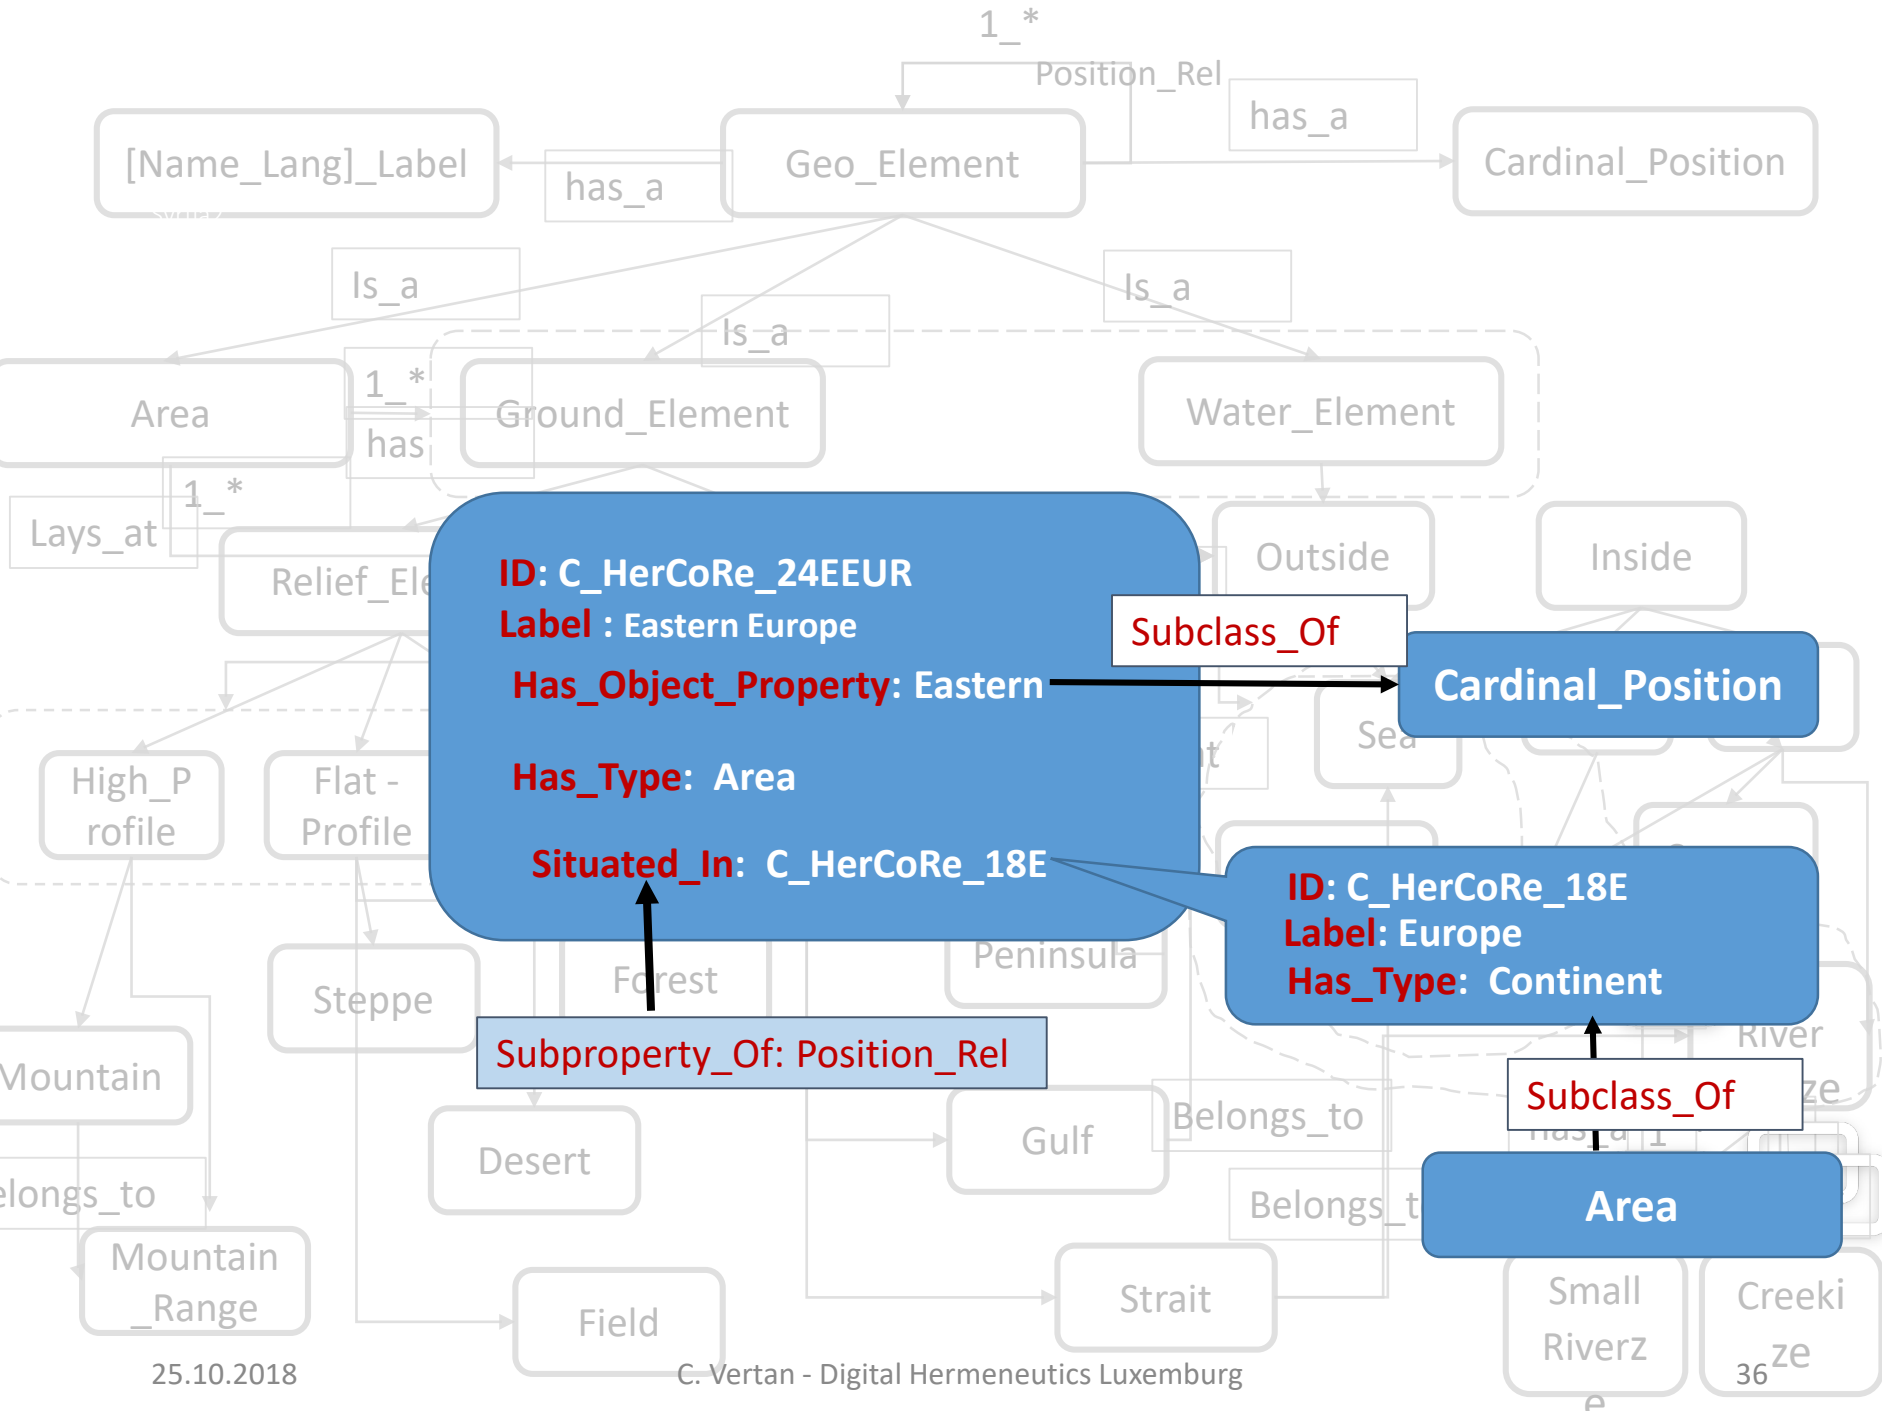 1_*
Position_Rel
has_a
[Name_Lang]_Label
Geo_Element
Cardinal_Position
has_a
Is_a
Is_a
Is_a
1_*
Area
Ground_Element
Water_Element
has
1_*
Lays_at
Outside
Inside
Relief_Ele
ID: C_HerCoRe_24EEUR
Label : Eastern Europe
Has_Object_Property: Eastern
Has_Type: Area
Situated_In: C_HerCoRe_18E
Subclass_Of
Cardinal_Position
Sea
High_P
rofile
Flat -
Profile
ID: C_HerCoRe_18E
Label: Europe
Has_Type: Continent
Peninsula
Forest
Steppe
River
ze
Subproperty_Of: Position_Rel
Subclass_Of
Mountain
Belongs_to
has_a
1
Desert
Gulf
elongs_to
Belongs_t
Area
Mountain
_Range
Field
Strait
Small
Riverz
e
Creeki
ze
25.10.2018
C. Vertan - Digital Hermeneutics Luxemburg
36